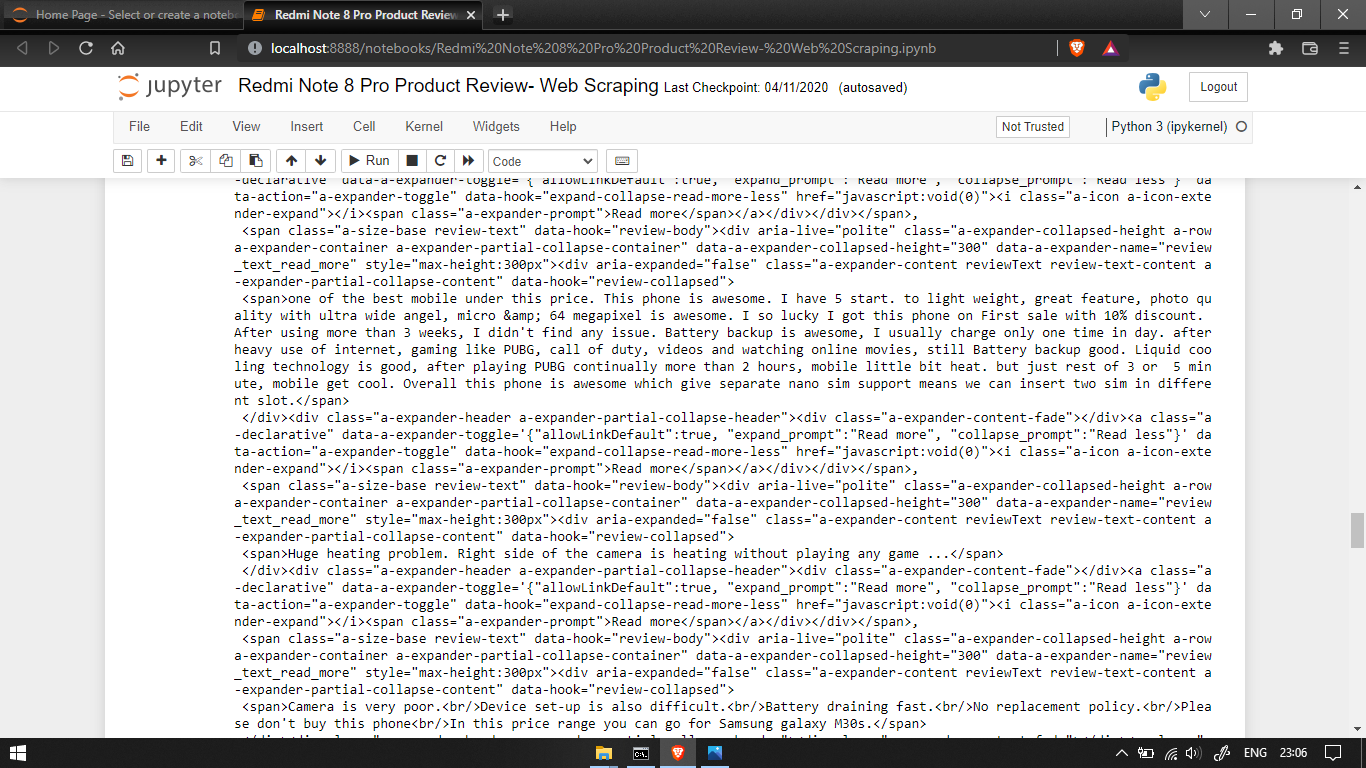 Home Page - Select or create a noteb
Redmi Note 8 Pro Product Review
localhost:8888/notebooks/Redmi%20Note%208%20Pro%20Product%20Review-%20Web%20Scraping.ipynb
jupyter Redmi Note 8 Pro Product Review- Web Scraping Last Checkpoint: 04/11/2020 (autosaved)
Logout
File Edit View Insert Cell Kernel Widgets Help
Not Trusted Python 3 (ipykernel)
Run Code
-declarative" data-a-expander-toggle='{"allowLinkDefault":true, "expand_prompt":"Read more", "collapse_prompt":"Read less"}' da
ta-action="a-expander-toggle" data-hook="expand-collapse-read-more-less" href="javascript:void(0)"><i class="a-icon a-icon-exte
nder-expand"></i><span class="a-expander-prompt">Read more</span></a></div></div></span>,
<span class="a-size-base review-text" data-hook="review-body"><div aria-live="polite" class="a-expander-collapsed-height a-row
a-expander-container a-expander-partial-collapse-container" data-a-expander-collapsed-height="300" data-a-expander-name="review
_text_read_more" style="max-height:300px"><div aria-expanded="false" class="a-expander-content reviewText review-text-content a
-expander-partial-collapse-content" data-hook="review-collapsed">
<span>one of the best mobile under this price. This phone is awesome. I have 5 start. to light weight, great feature, photo qu
ality with ultra wide angel, micro &amp; 64 megapixel is awesome. I so lucky I got this phone on First sale with 10% discount.
After using more than 3 weeks, I didn't find any issue. Battery backup is awesome, I usually charge only one time in day. after
heavy use of internet, gaming like PUBG, call of duty, videos and watching online movies, still Battery backup good. Liquid coo
ling technology is good, after playing PUBG continually more than 2 hours, mobile little bit heat. but just rest of 3 or  5 min
ute, mobile get cool. Overall this phone is awesome which give separate nano sim support means we can insert two sim in differe
nt slot.</span>
</div><div class="a-expander-header a-expander-partial-collapse-header"><div class="a-expander-content-fade"></div><a class="a
-declarative" data-a-expander-toggle='{"allowLinkDefault":true, "expand_prompt":"Read more", "collapse_prompt":"Read less"}' da
ta-action="a-expander-toggle" data-hook="expand-collapse-read-more-less" href="javascript:void(0)"><i class="a-icon a-icon-exte
nder-expand"></i><span class="a-expander-prompt">Read more</span></a></div></div></span>,
<span class="a-size-base review-text" data-hook="review-body"><div aria-live="polite" class="a-expander-collapsed-height a-row
a-expander-container a-expander-partial-collapse-container" data-a-expander-collapsed-height="300" data-a-expander-name="review
_text_read_more" style="max-height:300px"><div aria-expanded="false" class="a-expander-content reviewText review-text-content a
-expander-partial-collapse-content" data-hook="review-collapsed">
<span>Huge heating problem. Right side of the camera is heating without playing any game ...</span>
</div><div class="a-expander-header a-expander-partial-collapse-header"><div class="a-expander-content-fade"></div><a class="a
-declarative" data-a-expander-toggle='{"allowLinkDefault":true, "expand_prompt":"Read more", "collapse_prompt":"Read less"}' da
ta-action="a-expander-toggle" data-hook="expand-collapse-read-more-less" href="javascript:void(0)"><i class="a-icon a-icon-exte
nder-expand"></i><span class="a-expander-prompt">Read more</span></a></div></div></span>,
<span class="a-size-base review-text" data-hook="review-body"><div aria-live="polite" class="a-expander-collapsed-height a-row
a-expander-container a-expander-partial-collapse-container" data-a-expander-collapsed-height="300" data-a-expander-name="review
_text_read_more" style="max-height:300px"><div aria-expanded="false" class="a-expander-content reviewText review-text-content a
-expander-partial-collapse-content" data-hook="review-collapsed">
<span>Camera is very poor.<br/>Device set-up is also difficult.<br/>Battery draining fast.<br/>No replacement policy.<br/>Plea
se don't buy this phone<br/>In this price range you can go for Samsung galaxy M30s.</span>
ENG 23:06